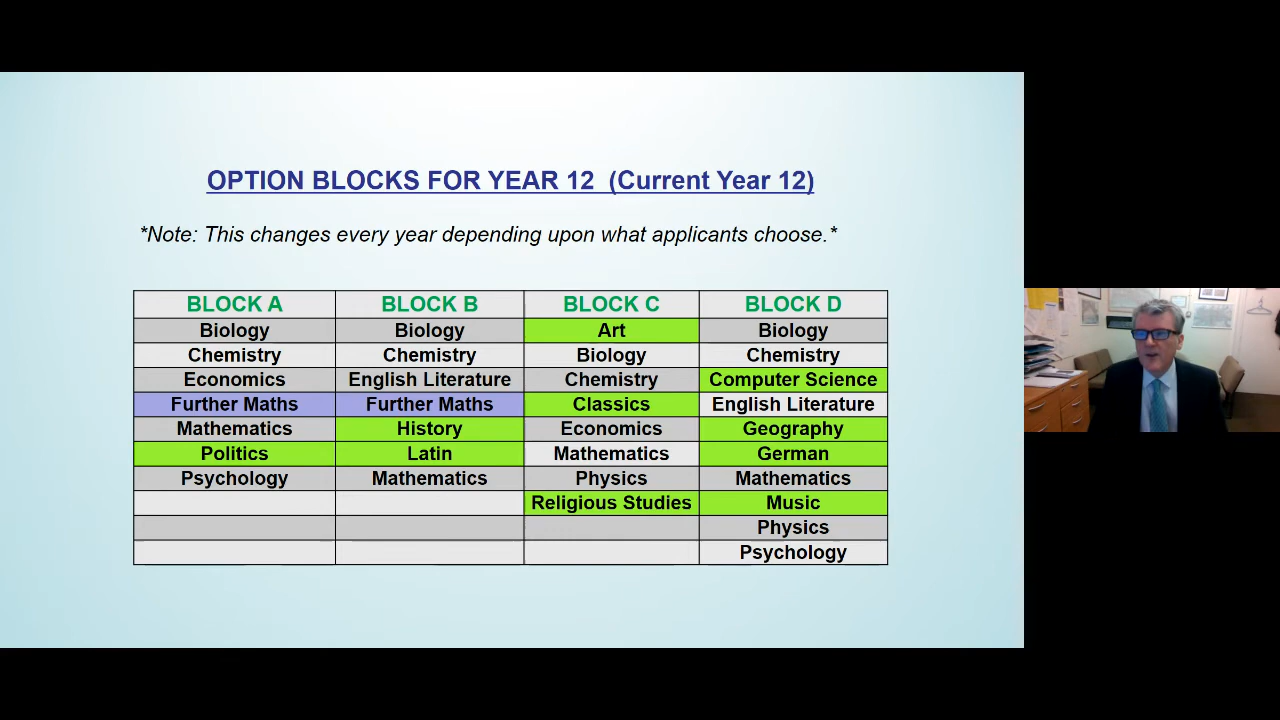 OPTION BLOCKS FOR YEAR 12 (Current Year 12)
*Note: This changes every year depending upon what applicants choose.*
BLOCK A BLOCK B BLOCK C BLOCK D
Biology Biology Art Biology
Chemistry Chemistry Biology Chemistry
Economics English Literature Chemistry Computer Science
Further Maths Further Maths Classics English Literature
Mathematics History Economics Geography
Politics Latin Mathematics German
Psychology Mathematics Physics Mathematics
Religious Studies Music
Physics
Psychology